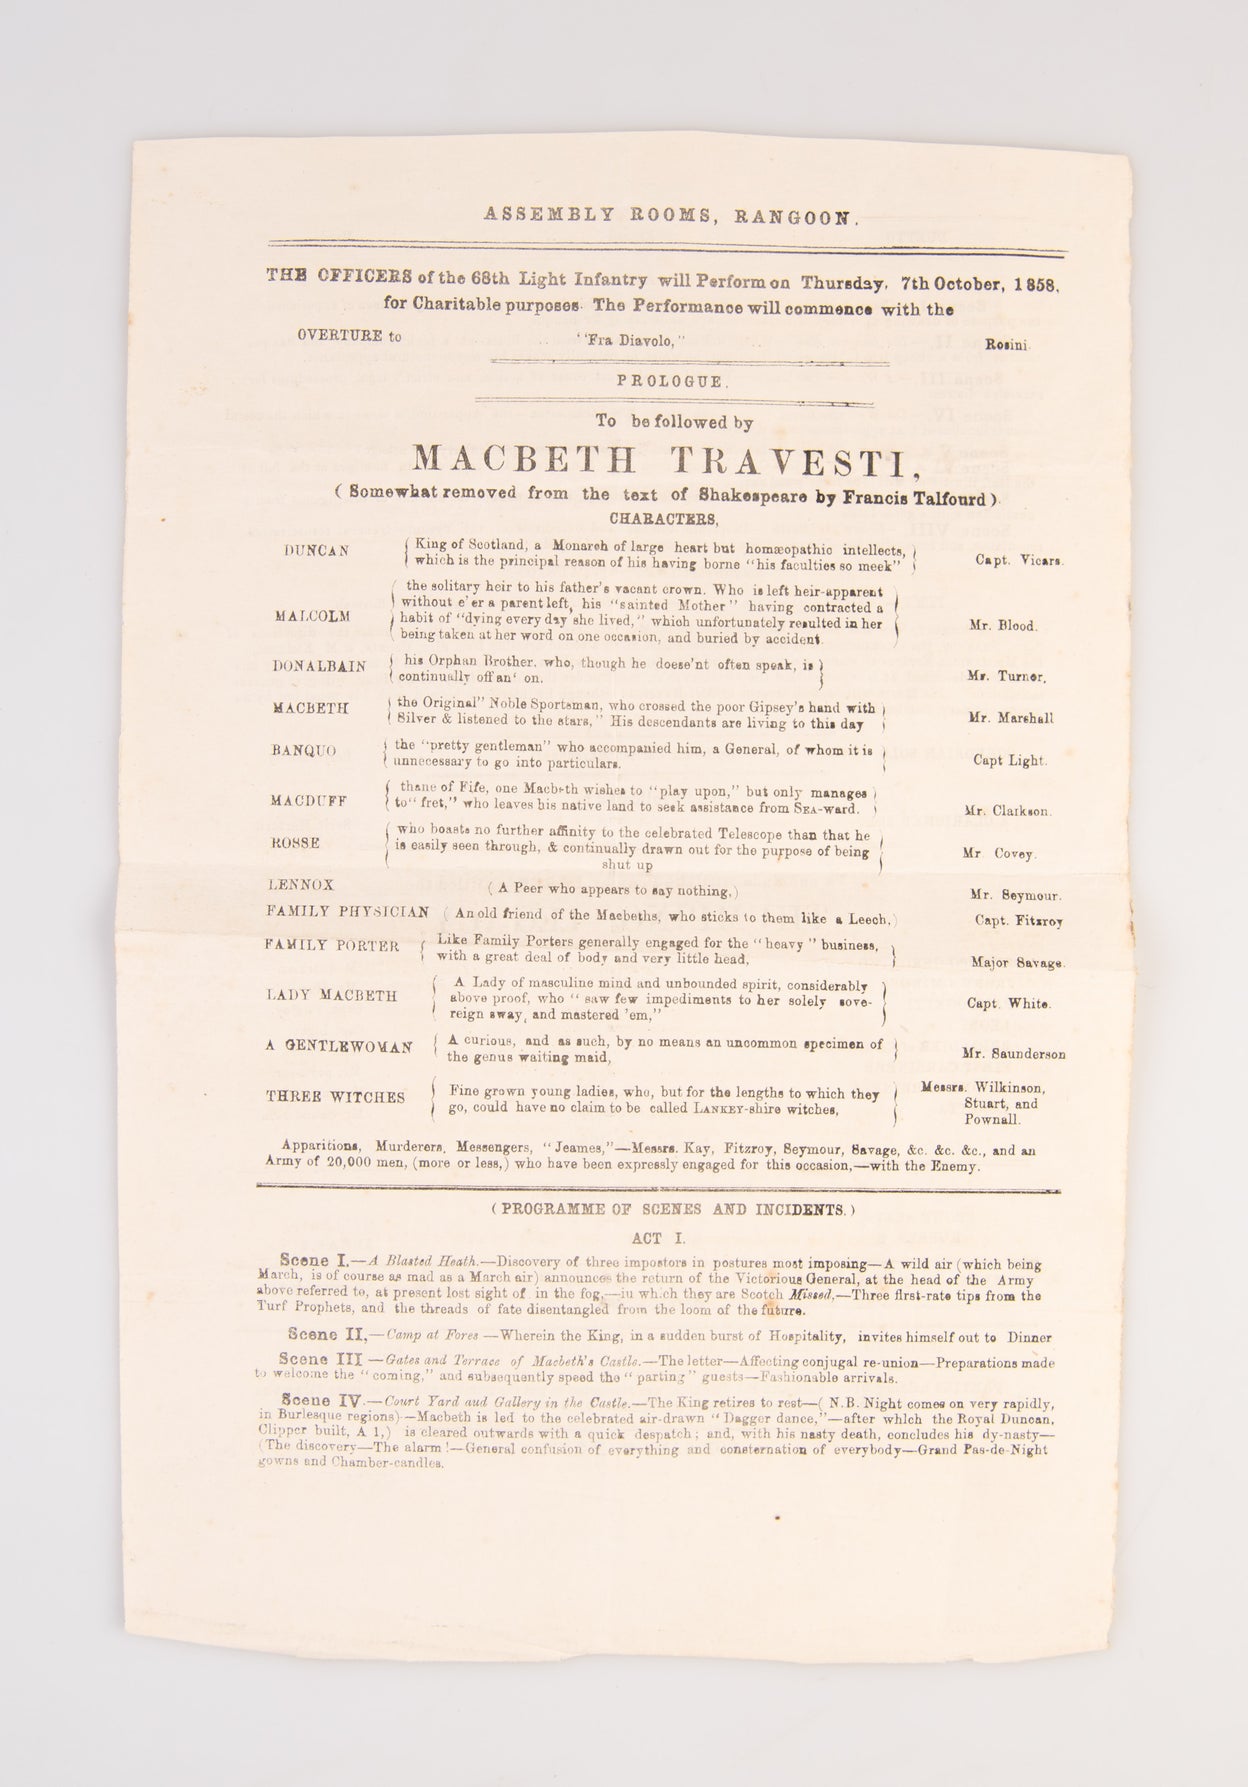 ASSEMBLY ROOMS, RANGOON.
THE OFFICERS of the 68th Light Infantry will Perform on Thursday, 7th October, 1858,
for Charitable purposes. The Performance will commence with the
OVERTURE to .. "Fra Diavolo," .. Rosini.
PROLOGUE.
To be followed by
MACBETH TRAVESTI,
(Somewhat removed from the text of Shakespeare by Francis Talfourd).
CHARACTERS,
DUNCAN { King of Scotland, a Monarch of large heart but homæopathic intellects, } Capt. Vicars.
which is the principal reason of his having borne "his faculties so meek"
MALCOLM { the solitary heir to his father's vacant crown. Who is left heir-apparent
without e'er a parent left, his "sainted Mother" having contracted a
habit of "dying every day she lived," which unfortunately resulted in her } Mr. Blood.
being taken at her word on one occasion, and buried by accident.
DONALBAIN { his Orphan Brother, who, though he doese'nt often speak, is }
continually off an' on. Mr. Turner,
MACBETH { the Original" Noble Sportsman, who crossed the poor Gipsey's hand with }
Silver & listened to the stars," His descendants are living to this day Mr. Marshall
BANQUO { the "pretty gentleman" who accompanied him, a General, of whom it is }
unnecessary to go into particulars. Capt Light.
MACDUFF { thane of Fife, one Macbeth wishes to "play upon," but only manages }
to "fret," who leaves his native land to seek assistance from SEA-ward. Mr. Clarkson.
ROSSE { who boasts no further affinity to the celebrated Telescope than that he
is easily seen through, & continually drawn out for the purpose of being } Mr Covey.
shut up
LENNOX (A Peer who appears to say nothing,) Mr. Seymour.
FAMILY PHYSICIAN (An old friend of the Macbeths, who sticks to them like a Leech,) Capt. Fitzroy
FAMILY PORTER { Like Family Porters generally engaged for the "heavy" business, }
with a great deal of body and very little head, Major Savage.
LADY MACBETH { A Lady of masculine mind and unbounded spirit, considerably
above proof, who "saw few impediments to her solely sove- } Capt. White.
reign sway, and mastered 'em,"
A GENTLEWOMAN { A curious, and as such, by no means an uncommon specimen of }
the genus waiting maid, Mr. Saunderson
THREE WITCHES { Fine grown young ladies, who, but for the lengths to which they } Messrs. Wilkinson,
go, could have no claim to be called LANKEY-shire witches, Stuart, and
Pownall.
Apparitions, Murderers, Messengers, "Jeames,"—Messrs. Kay, Fitzroy, Seymour, Savage, &c. &c. &c., and an
Army of 20,000 men, (more or less,) who have been expressly engaged for this occasion,—with the Enemy.
(PROGRAMME OF SCENES AND INCIDENTS.)
ACT I.
Scene I.—A Blasted Heath.—Discovery of three impostors in postures most imposing—A wild air (which being
March, is of course as mad as a March air) announces the return of the Victorious General, at the head of the Army
above referred to, at present lost sight of in the fog,—iu which they are Scotch Missed,—Three first-rate tips from the
Turf Prophets, and the threads of fate disentangled from the loom of the future.
Scene II,—Camp at Fores —Wherein the King, in a sudden burst of Hospitality, invites himself out to Dinner
Scene III —Gates and Terrace of Macbeth's Castle.—The letter—Affecting conjugal re-union—Preparations made
to welcome the "coming," and subsequently speed the "parting" guests—Fashionable arrivals.
Scene IV.—Court Yard aud Gallery in the Castle.—The King retires to rest—( N.B. Night comes on very rapidly,
in Burlesque regions)—Macbeth is led to the celebrated air-drawn "Dagger dance,"—after which the Royal Duncan,
Clipper built, A 1,) is cleared outwards with a quick despatch; and, with his nasty death, concludes his dy-nasty—
(The discovery—The alarm!—General confusion of everything and consternation of everybody—Grand Pas-de-Night
gowns and Chamber-candles.